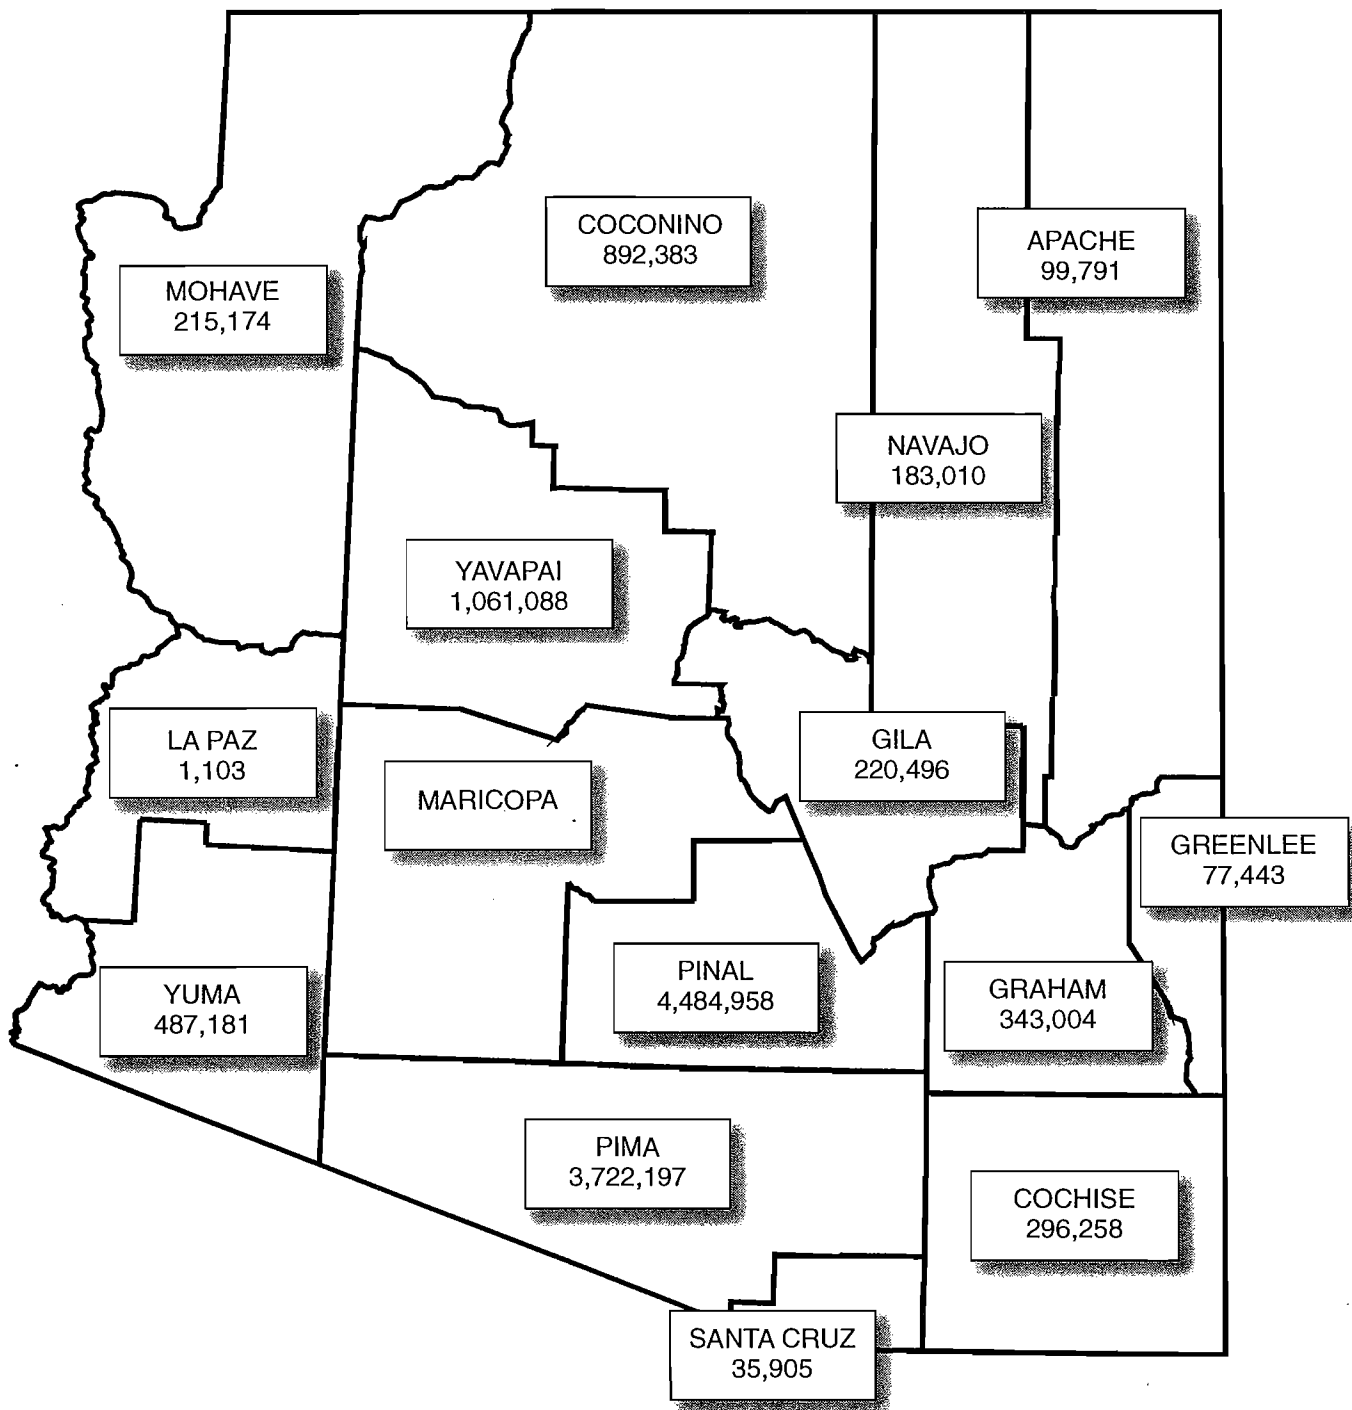 COCONINO
892,383
APACHE
99,791
MOHAVE
215,174
NAVAJO
183,010
YAVAPAI
1,061,088
LA PAZ
1,103
GILA
220,496
MARICOPA
GREENLEE
77,443
PINAL
4,484,958
GRAHAM
343,004
YUMA
487,181
PIMA
3,722,197
COCHISE
296,258
SANTA CRUZ
35,905